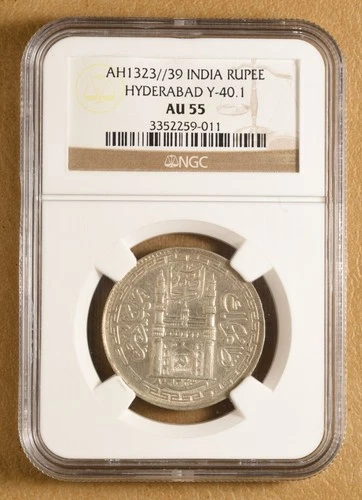 AH1323//39 INDIA RUPEE
HYDERABAD Y-40.1
AU 55
3352259-011
NGC